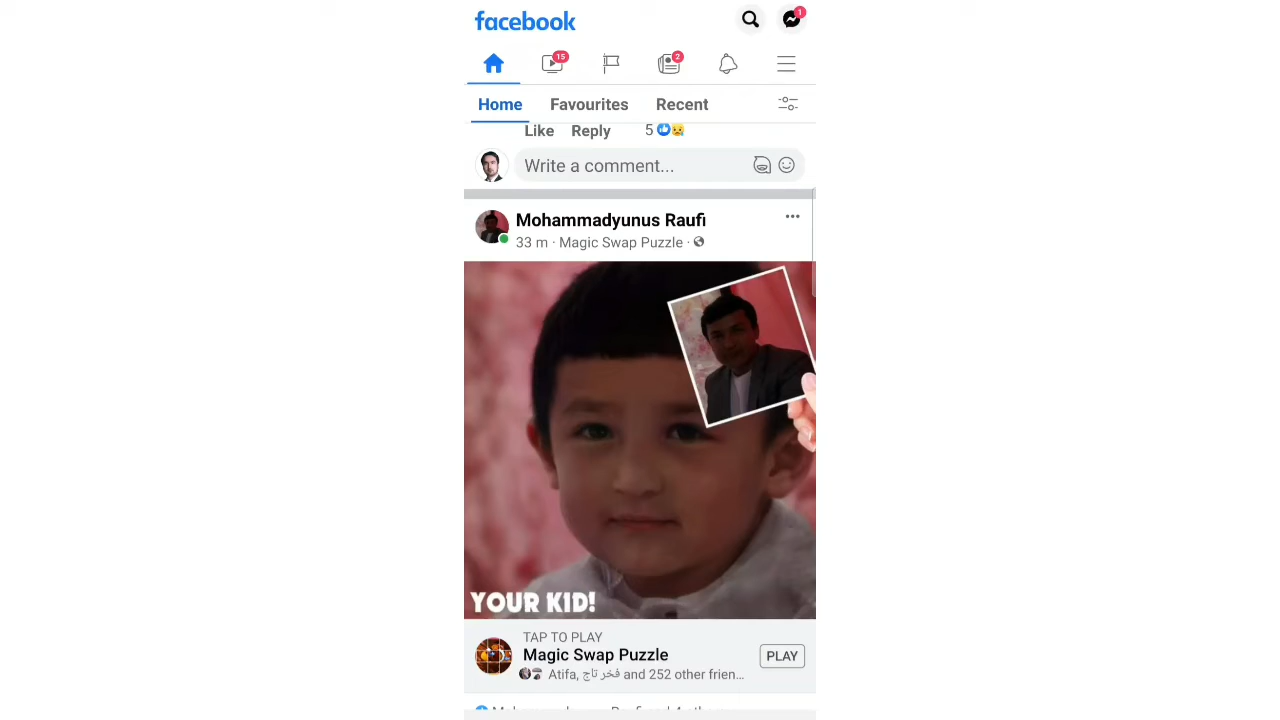 facebook
1
15
2
Home Favourites Recent
Like Reply 5
Write a comment...
Mohammadyunus Raufi
33 m · Magic Swap Puzzle ·
YOUR KID!
TAP TO PLAY
Magic Swap Puzzle
PLAY
Atifa, فخر تاج and 252 other frien...